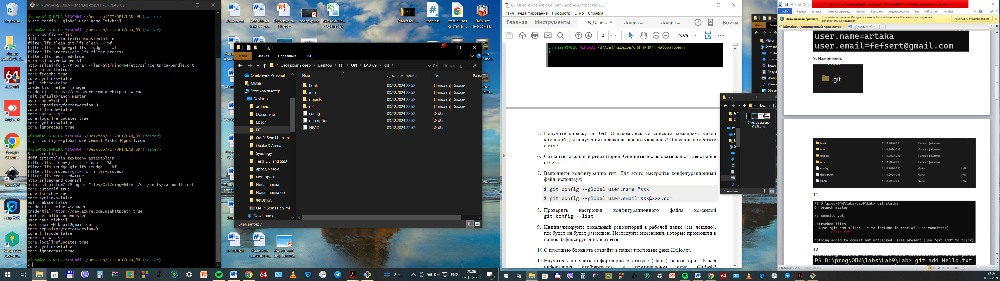 MINGW64:/c/Users/Misha/Desktop/FIT/OPI/LAB_09
Misha@ASUS-MIHA MINGW64 ~/Desktop/FIT/OPI/LAB_09 (master)
$ git config --global user.name "Mikhail"
Misha@ASUS-MIHA MINGW64 ~/Desktop/FIT/OPI/LAB_09 (master)
$ git config --list
diff.astextplain.textconv=astextplain
filter.lfs.clean=git-lfs clean -- %f
filter.lfs.smudge=git-lfs smudge -- %f
filter.lfs.process=git-lfs filter-process
filter.lfs.required=true
http.sslbackend=openssl
http.sslcainfo=C:/Program Files/Git/mingw64/etc/ssl/certs/ca-bundle.crt
core.autocrlf=true
core.fscache=true
core.symlinks=false
pull.rebase=false
credential.helper=manager
credential.https://dev.azure.com.usehttppath=true
init.defaultbranch=master
user.name=Mikhail
core.repositoryformatversion=0
core.filemode=false
core.bare=false
core.logallrefupdates=true
core.symlinks=false
core.ignorecase=true
Misha@ASUS-MIHA MINGW64 ~/Desktop/FIT/OPI/LAB_09 (master)
$ git config --global user.email Mikhail@gmail.com
Misha@ASUS-MIHA MINGW64 ~/Desktop/FIT/OPI/LAB_09 (master)
$ git config --list
diff.astextplain.textconv=astextplain
filter.lfs.clean=git-lfs clean -- %f
filter.lfs.smudge=git-lfs smudge -- %f
filter.lfs.process=git-lfs filter-process
filter.lfs.required=true
http.sslbackend=openssl
http.sslcainfo=C:/Program Files/Git/mingw64/etc/ssl/certs/ca-bundle.crt
core.autocrlf=true
core.fscache=true
core.symlinks=false
pull.rebase=false
credential.helper=manager
credential.https://dev.azure.com.usehttppath=true
init.defaultbranch=master
user.name=Mikhail
user.email=Mikhail@gmail.com
core.repositoryformatversion=0
core.filemode=false
core.bare=false
core.logallrefupdates=true
core.symlinks=false
core.ignorecase=true
Misha@ASUS-MIHA MINGW64 ~/Desktop/FIT/OPI/LAB_09 (master)
$
Корзина
Photos
(ALEXEYHO...
AIDA64
AnyDesk
Google
Chrome
Inkscape
Пор VPN
Kaspersky
Passwor...
Doc2.docx
Клеточная
инженери...
Chyornye-d...
(1).pptx
георг.pptx
экономиче...
задача.xlsx
Planets201...
style.css
солнечная
система ....
Кабинет
информат...
англ.docx
Видимое
годичное д...
Животный
мир Белов...
.git
Файл
Главная
Поделиться
Вид
Этот компьютер
Desktop
FIT
OPI
LAB_09
.git
Поиск в: .git
Имя
Дата изменения
Тип
Разм
OneDrive - Personal
Misha
Этот компьютер
Desktop
arduino
Documents
Epson
FIT
OAIP1Sem11lab-ma
Quake 3 Arena
Synology
TestHDD and SSD
дрозд матем
мои проги
Новая папка
Новая папка (2)
ФИЗИКА
OAIP1Sem11lab-ma
Downloads
hooks 03.12.2024 22:52 Папка с файлами
info 03.12.2024 22:52 Папка с файлами
objects 03.12.2024 22:52 Папка с файлами
refs 03.12.2024 22:52 Папка с файлами
config 03.12.2024 22:52 Файл
description 03.12.2024 22:52 Файл
HEAD 03.12.2024 22:52 Файл
Элементов: 7
2 с...
ENG
23:06
03.12.2024
09_Ознокомление с GIT.pdf - Adobe Acrobat Pro DC
Файл Редактирование Просмотр Окно Справка
Главная Инструменты 09_Озно... Лекция ... Лекция ... Войти
2 / 3 76,6%
chimaera@W520 MINGW32 /d/Adel/Кафедра/ОПИ+ТРПО/К лабораторным
$
5. Получите справку по Git. Ознакомьтесь со списком командам. Какой
командой для получения справки вы воспользовались? Описание поместите
в отчет.
6. Создайте локальный репозиторий. Опишите последовательность действий в
отчете.
7. Выполните конфигурацию гит. Для этого настройте конфигурационный
файл, используя:
$ git config --global user.name "XXX"
$ git config --global user.email XXX@XXX.com
8. Проверить настройки конфигурационного файла командой
git config --list
9. Инициализируйте локальный репозиторий в рабочей папке (см. лекцию),
где будет он будет размещен. Исследуйте изменения, которые произошли в
папке. Зафиксируйте их в отчете.
10. С помощью блокнота создайте в папке текстовый файл Hello.txt.
11. Научитесь получать информацию о статусе (status) репозитория. Какая
информация отображается в терминальном окне GitBash?
Scre...
Изо...
Sc
Снимок экрана
(133).png
1 элемент
Файл
Главн
Misha
Этот ком
Desktop
Downlo
Видео
Докуме
Изобра
Музык
Объем
lab9.docx (защищенный просмотр) - Microsoft Word (Сбой активации продукта)
Файл Главная Вставка Разметка страницы Ссылки Рассылки Рецензирование Вид Office Tab Acrobat
Защищенный просмотр Этот файл загружен из Интернета и может быть небезопасен. Щелкните для получения дополнительных сведений. Разрешить редактирование
lab9.docx (защищенный просмотр) Документ2 *
user.name=artaka
user.email=fefsert@gmail.com
9. Изменения:
.git
hooks 11.11.2024 0:13 Папка с файлами
info 11.11.2024 0:13 Папка с файлами
objects 11.11.2024 0:13 Папка с файлами
refs 11.11.2024 0:13 Папка с файлами
config 11.11.2024 0:13 Файл 1 КБ
description 11.11.2024 0:13 Файл 1 КБ
HEAD 11.11.2024 0:13 Файл 1 КБ
11.
PS D:\prog\ОПИ\labs\Lab9\Lab> git status
On branch master
No commits yet
Untracked files:
(use "git add <file>..." to include in what will be committed)
Hello.txt
nothing added to commit but untracked files present (use "git add" to track)
12.
PS D:\prog\ОПИ\labs\Lab9\Lab> git add Hello.txt
Страница: 1 из 5
Число слов: 6
100%
23:06
03.12.2024